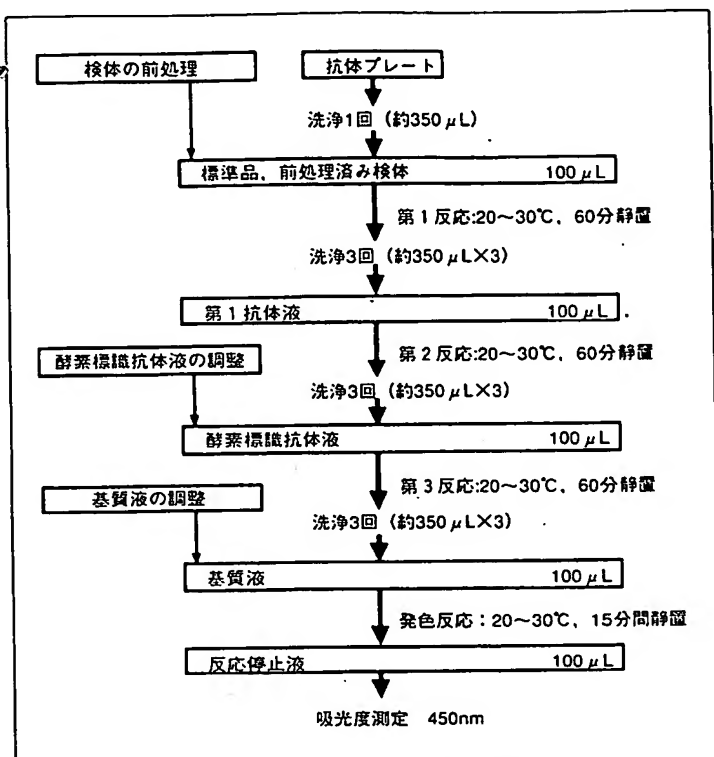 検体の前処理
抗体プレート
洗浄1回 (約350μL)
標準品, 前処理済み検体 100μL
第1反応:20～30℃, 60分静置
洗浄3回 (約350μL×3)
第1抗体液 100μL
第2反応:20～30℃, 60分静置
酵素標識抗体液の調整
洗浄3回 (約350μL×3)
酵素標識抗体液 100μL
第3反応:20～30℃, 60分静置
基質液の調整
洗浄3回 (約350μL×3)
基質液 100μL
発色反応：20～30℃, 15分間静置
反応停止液 100μL
吸光度測定 450nm